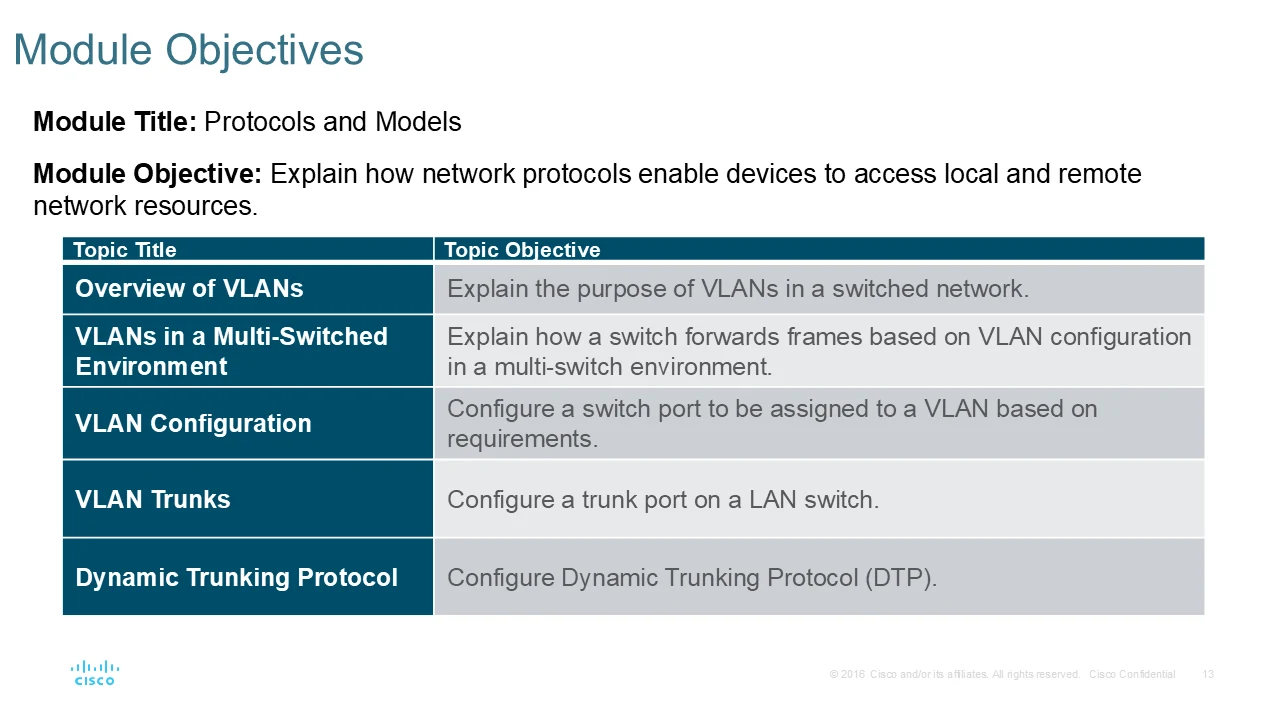 Module Objectives
Module Title: Protocols and Models
Module Objective: Explain how network protocols enable devices to access local and remote
network resources.
Topic Title
Topic Objective
Overview of VLANs
Explain the purpose of VLANs in a switched network.
VLANs in a Multi-Switched
Environment
Explain how a switch forwards frames based on VLAN configuration
in a multi-switch environment.
VLAN Configuration
Configure a switch port to be assigned to a VLAN based on
requirements.
VLAN Trunks
Configure a trunk port on a LAN switch.
Dynamic Trunking Protocol
Configure Dynamic Trunking Protocol (DTP).
CISCO
© 2016 Cisco and/or its affiliates. All rights reserved. Cisco Confidential
13